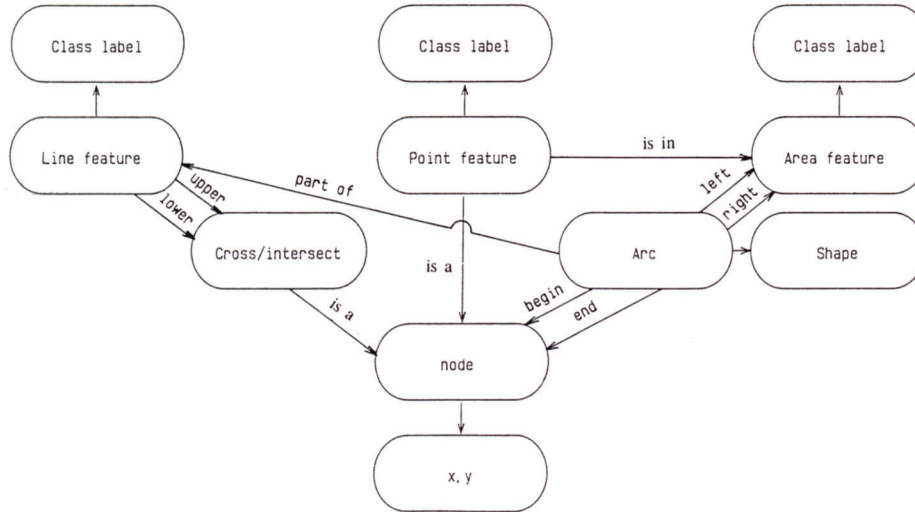 Class label
Class label
Class label
Line feature
Point feature
is in
Area feature
part of
upper
lower
left
right
Cross/intersect
is a
Arc
Shape
is a
begin
end
node
x, y